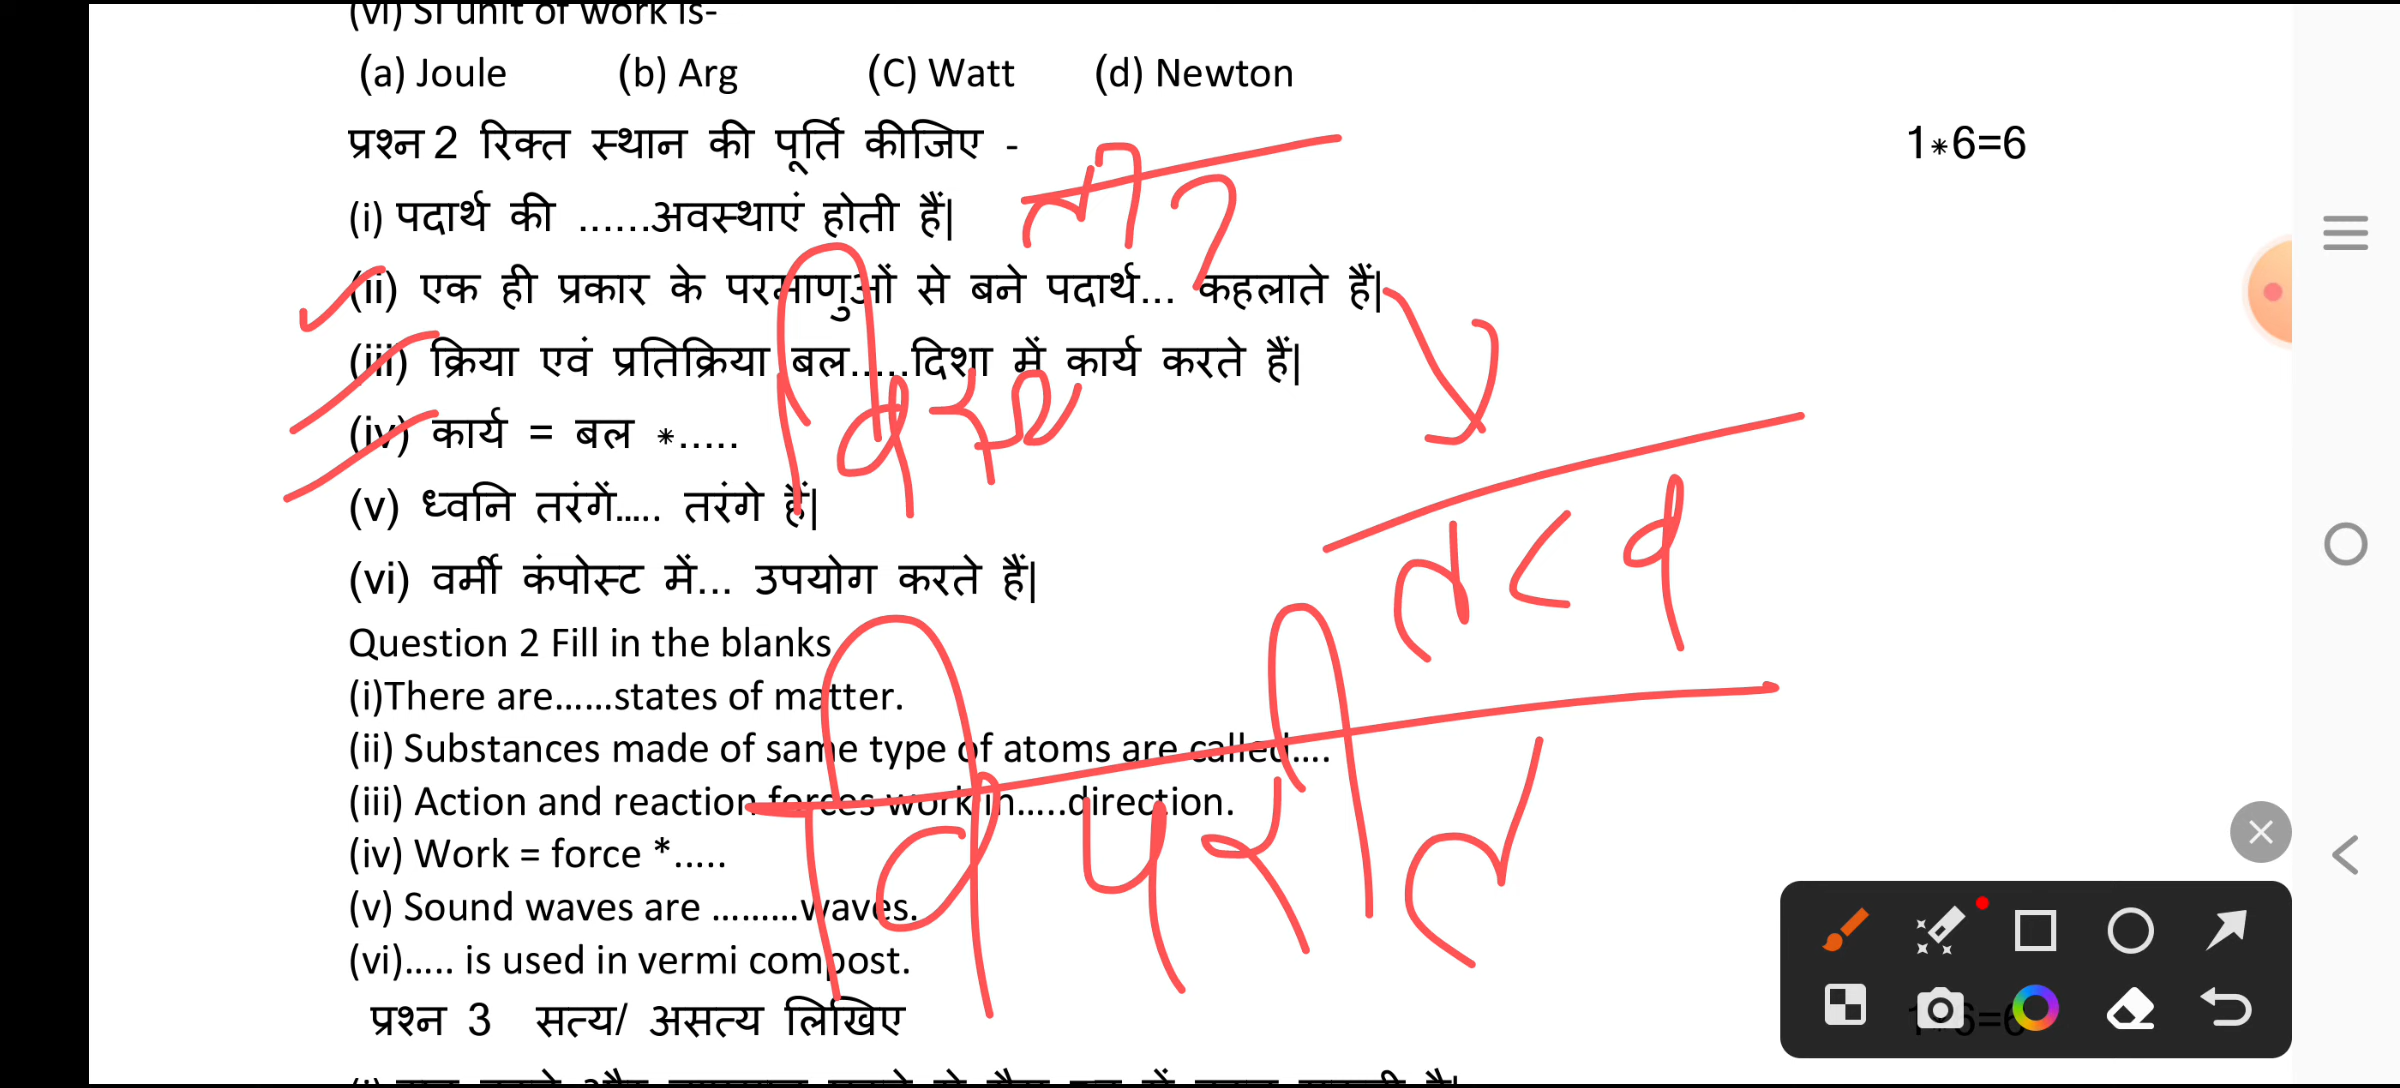 (vi) SI unit of work is-
(a) Joule (b) Arg (C) Watt (d) Newton
प्रश्न 2 रिक्त स्थान की पूर्ति कीजिए - 1*6=6
(i) पदार्थ की ......अवस्थाएं होती हैं|
(ii) एक ही प्रकार के परमाणुओं से बने पदार्थ... कहलाते हैं|
(iii) क्रिया एवं प्रतिक्रिया बल.....दिशा में कार्य करते हैं|
(iv) कार्य = बल *.....
(v) ध्वनि तरंगें..... तरंगे हैं|
(vi) वर्मी कंपोस्ट में... उपयोग करते हैं|
Question 2 Fill in the blanks
(i)There are......states of matter.
(ii) Substances made of same type of atoms are called....
(iii) Action and reaction forces work in.....direction.
(iv) Work = force *.....
(v) Sound waves are .........waves.
(vi)..... is used in vermi compost.
विपरीत
प्रश्न 3 सत्य/ असत्य लिखिए 1*6=6